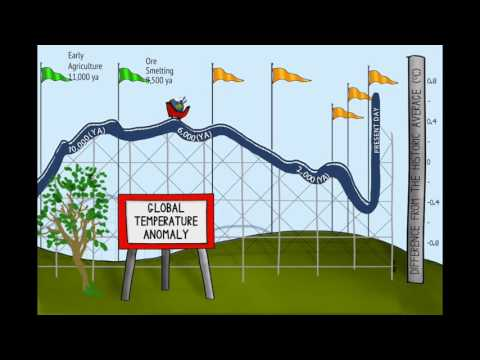 Early
Agriculture
11,000 ya
Ore
Smelting
8,500 ya
10,000 (YA)
6,000 (YA)
2,000 (YA)
PRESENT DAY
GLOBAL
TEMPERATURE
ANOMALY
0.8
0.4
0
-0.4
-0.8
DIFFERENCE FROM THE HISTORIC AVERAGE (°C)